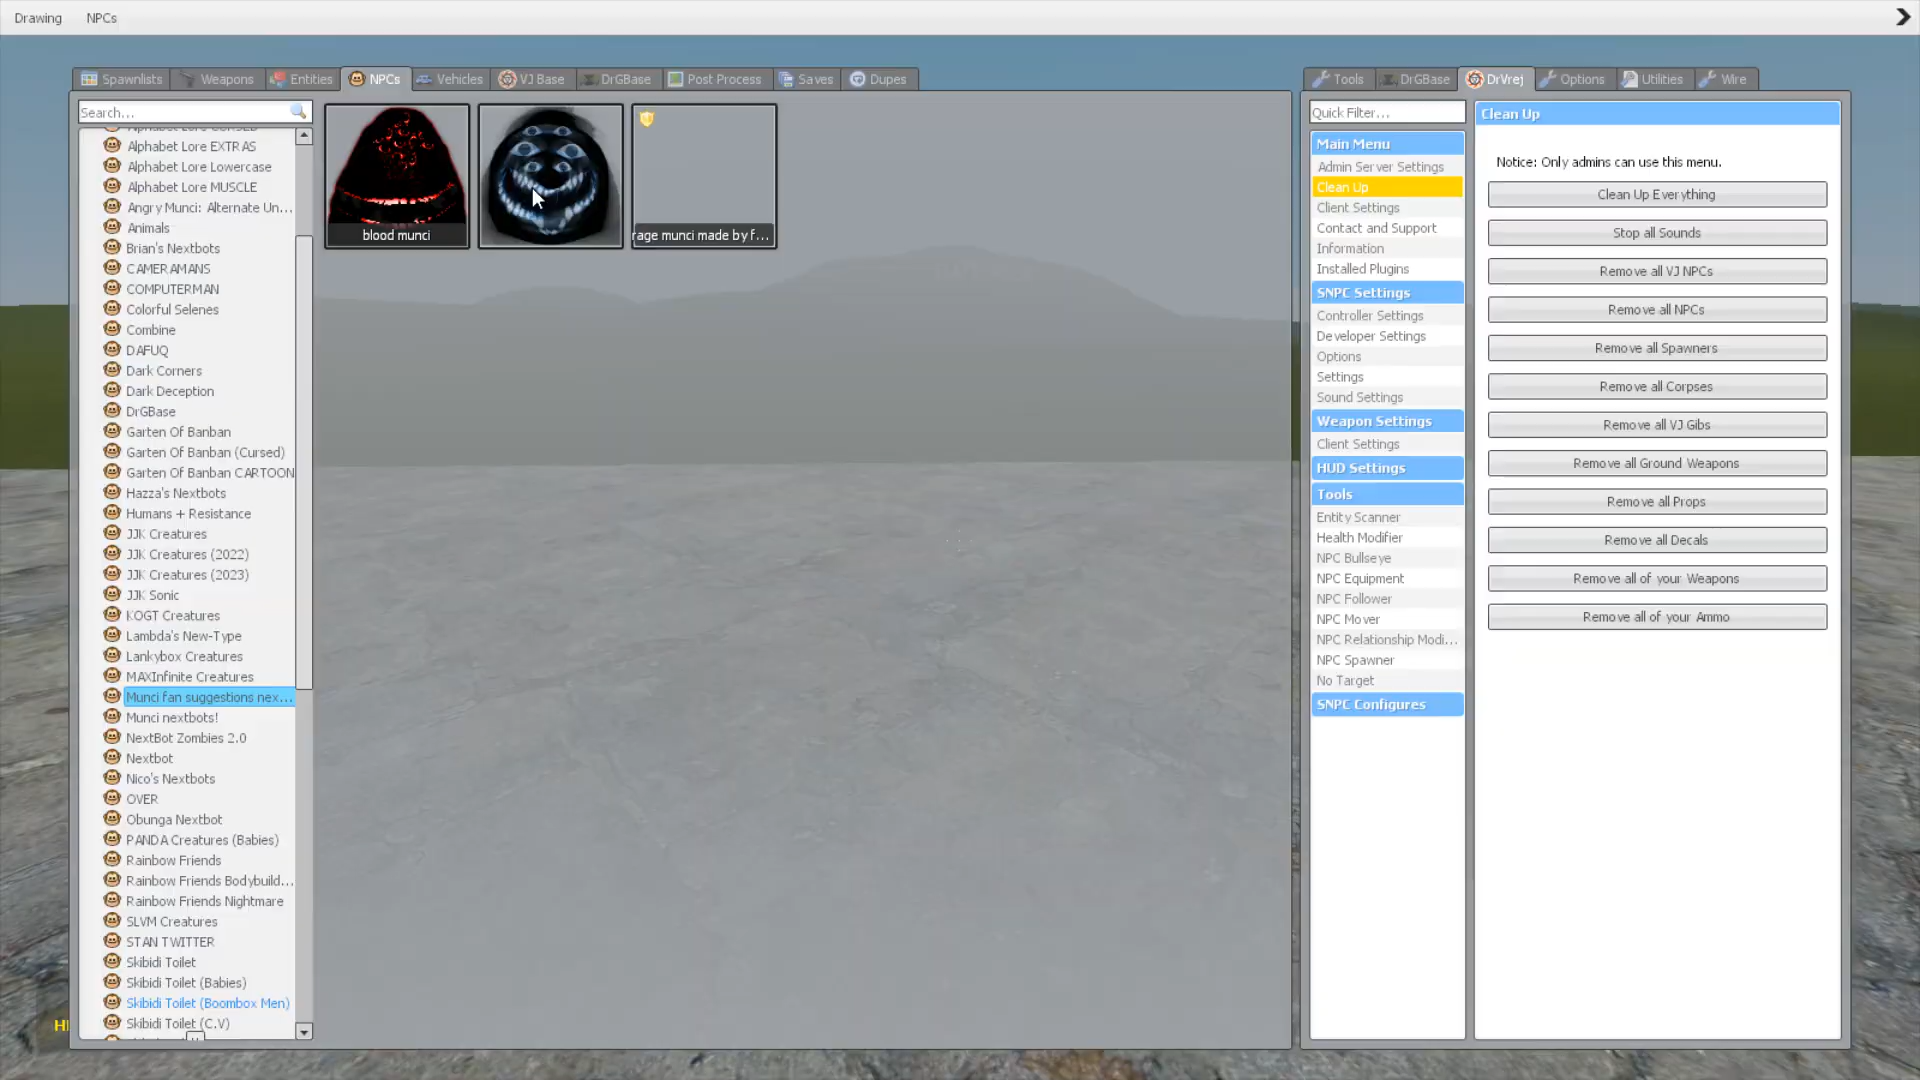 Drawing NPCs
Spawnlists Weapons Entities NPCs Vehicles VJ Base DrGBase Post Process Saves Dupes
Search...
Alphabet Lore CURSED
Alphabet Lore EXTRAS
Alphabet Lore Lowercase
Alphabet Lore MUSCLE
Angry Munci: Alternate Un...
Animals
Brian's Nextbots
CAMERAMANS
COMPUTERMAN
Colorful Selenes
Combine
DAFUQ
Dark Corners
Dark Deception
DrGBase
Garten Of Banban
Garten Of Banban (Cursed)
Garten Of Banban CARTOON
Hazza's Nextbots
Humans + Resistance
JJK Creatures
JJK Creatures (2022)
JJK Creatures (2023)
JJK Sonic
KOGT Creatures
Lambda's New-Type
Lankybox Creatures
MAXInfinite Creatures
Munci fan suggestions nex...
Munci nextbots!
NextBot Zombies 2.0
Nextbot
Nico's Nextbots
OVER
Obunga Nextbot
PANDA Creatures (Babies)
Rainbow Friends
Rainbow Friends Bodybuild...
Rainbow Friends Nightmare
SLVM Creatures
STAN TWITTER
Skibidi Toilet
Skibidi Toilet (Babies)
Skibidi Toilet (Boombox Men)
Skibidi Toilet (C.V)
blood munci
rage munci made by f...
Tools DrGBase DrVrej Options Utilities Wire
Quick Filter...
Main Menu
Admin Server Settings
Clean Up
Client Settings
Contact and Support
Information
Installed Plugins
SNPC Settings
Controller Settings
Developer Settings
Options
Settings
Sound Settings
Weapon Settings
Client Settings
HUD Settings
Tools
Entity Scanner
Health Modifier
NPC Bullseye
NPC Equipment
NPC Follower
NPC Mover
NPC Relationship Modi...
NPC Spawner
No Target
SNPC Configures
Clean Up
Notice: Only admins can use this menu.
Clean Up Everything
Stop all Sounds
Remove all VJ NPCs
Remove all NPCs
Remove all Spawners
Remove all Corpses
Remove all VJ Gibs
Remove all Ground Weapons
Remove all Props
Remove all Decals
Remove all of your Weapons
Remove all of your Ammo